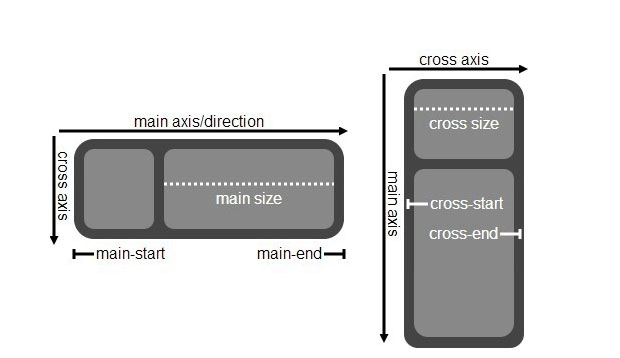 main axis/direction
cross axis
main size
main-start
main-end
cross axis
main axis
cross size
cross-start
cross-end